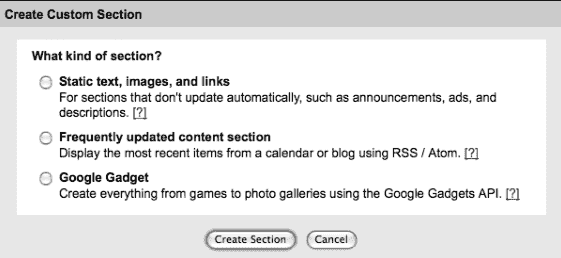 Create Custom Section
What kind of section?
Static text, images, and links
For sections that don't update automatically, such as announcements, ads, and
descriptions. [?]
Frequently updated content section
Display the most recent items from a calendar or blog using RSS / Atom. [?]
Google Gadget
Create everything from games to photo galleries using the Google Gadgets API. [?]
Create Section Cancel